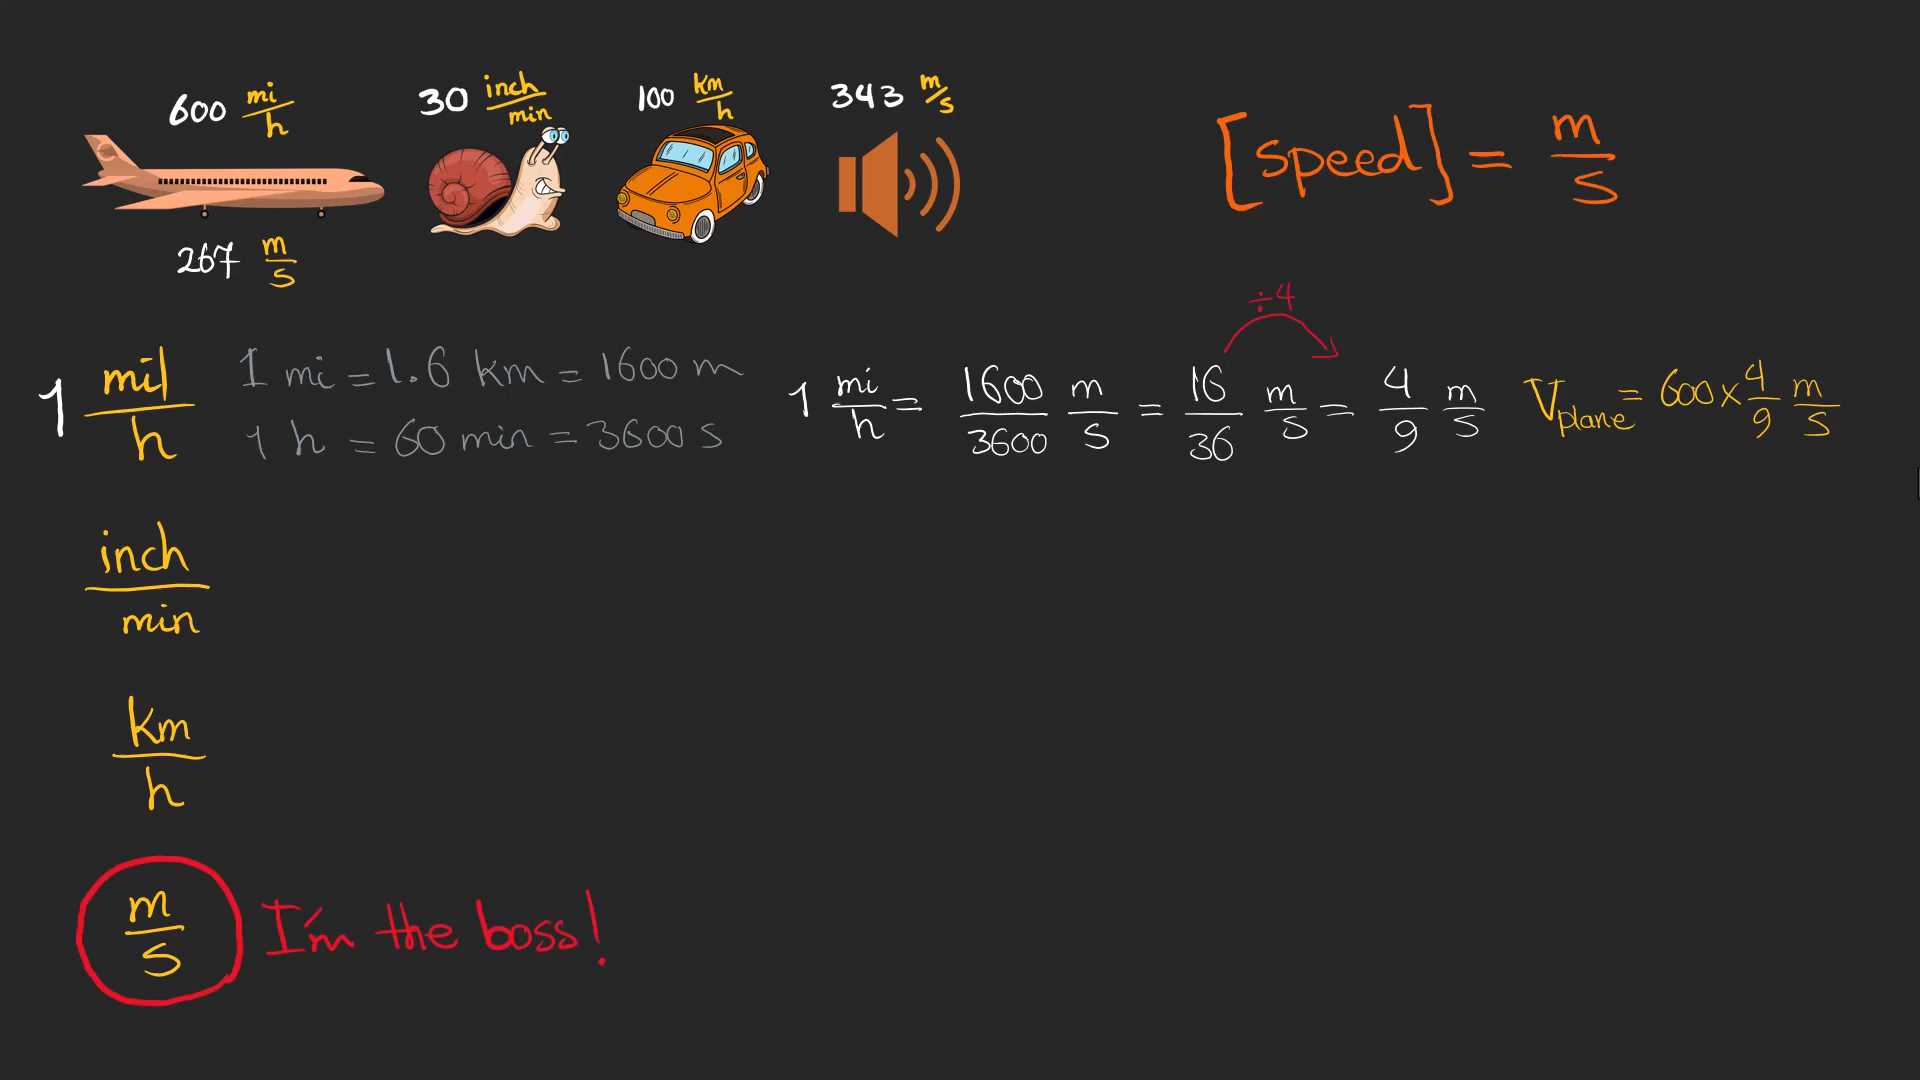 600 mi/h
30 inch/min
100 km/h
343 m/s
[speed] = m/s
267 m/s
÷4
1 mil/h
1 mi = 1.6 km = 1600 m
1 h = 60 min = 3600 s
1 mi/h = 1600/3600 m/s = 16/36 m/s = 4/9 m/s
Vplane = 600 x 4/9 m/s
inch/min
km/h
m/s
I'm the boss!